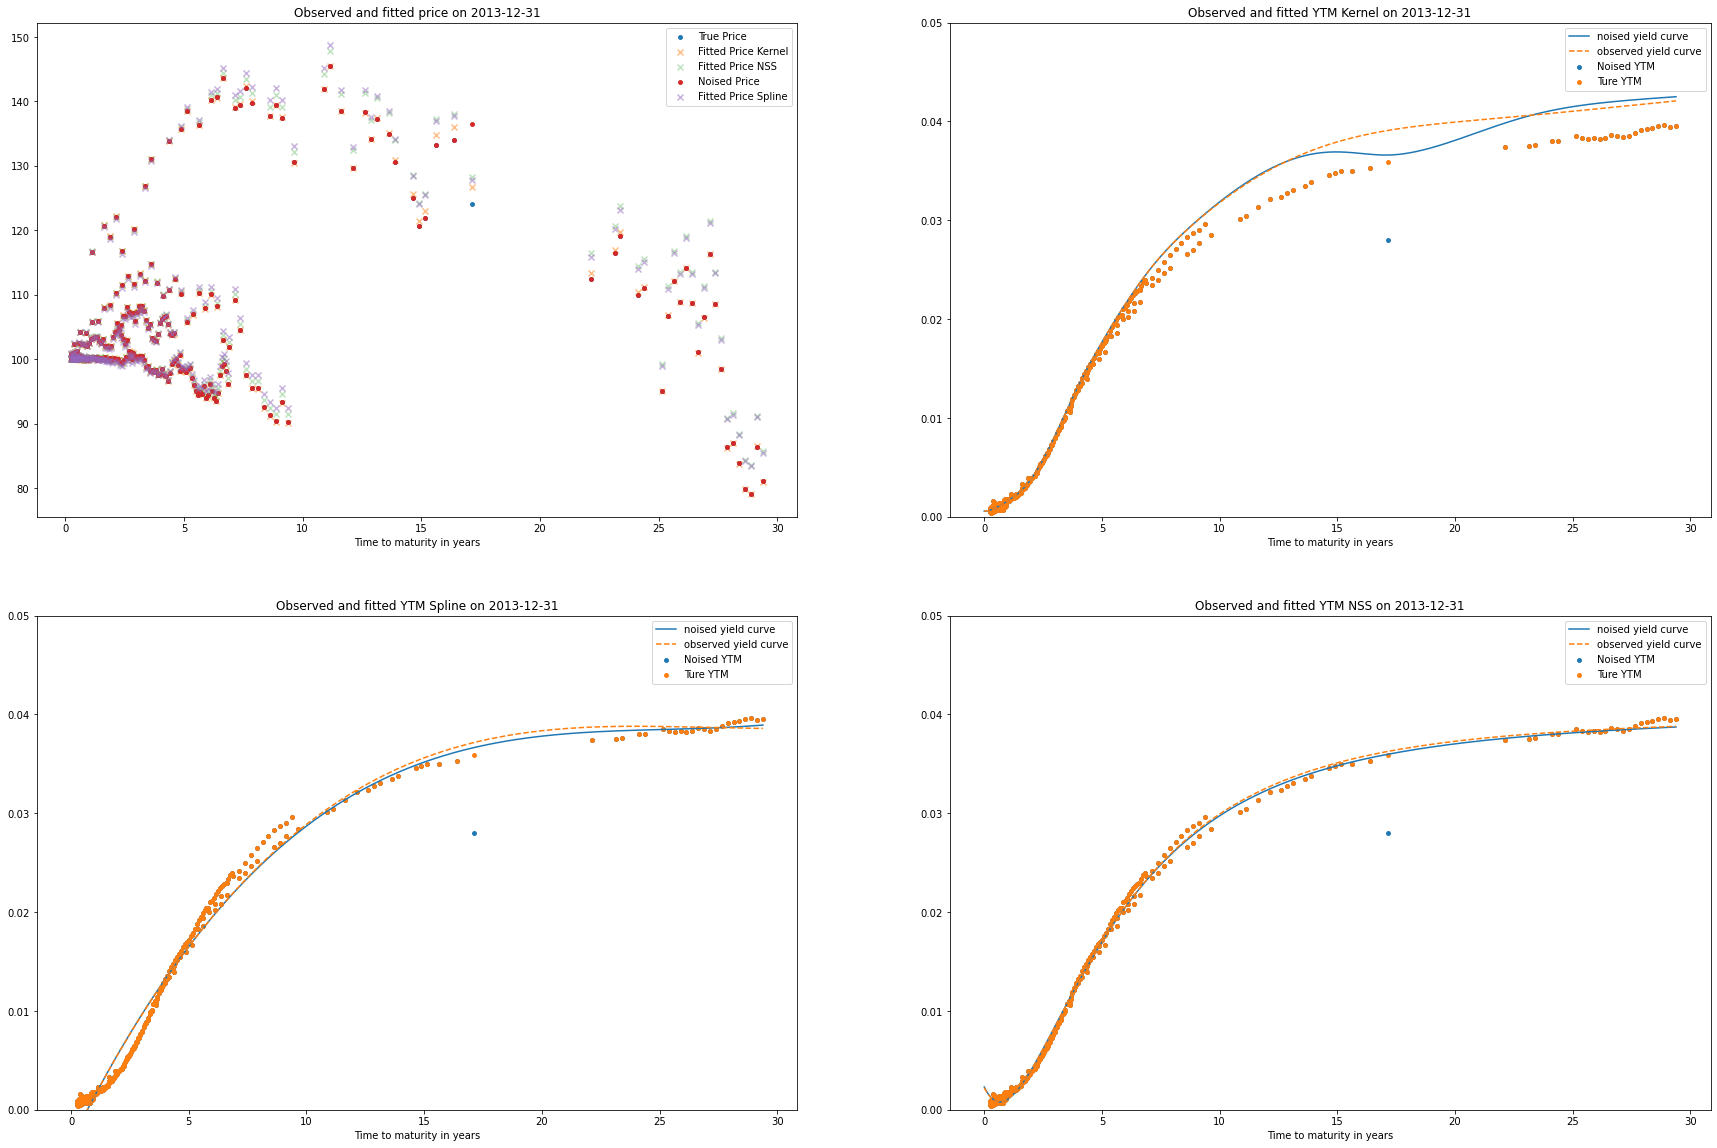 Observed and fitted price on 2013-12-31
150
140
130
120
110
100
90
80
0 5 10 15 20 25 30
Time to maturity in years
True Price
Fitted Price Kernel
Fitted Price NSS
Noised Price
Fitted Price Spline
Observed and fitted YTM Kernel on 2013-12-31
0.05
0.04
0.03
0.02
0.01
0.00
0 5 10 15 20 25 30
Time to maturity in years
noised yield curve
observed yield curve
Noised YTM
Ture YTM
Observed and fitted YTM Spline on 2013-12-31
0.05
0.04
0.03
0.02
0.01
0.00
0 5 10 15 20 25 30
Time to maturity in years
noised yield curve
observed yield curve
Noised YTM
Ture YTM
Observed and fitted YTM NSS on 2013-12-31
0.05
0.04
0.03
0.02
0.01
0.00
0 5 10 15 20 25 30
Time to maturity in years
noised yield curve
observed yield curve
Noised YTM
Ture YTM